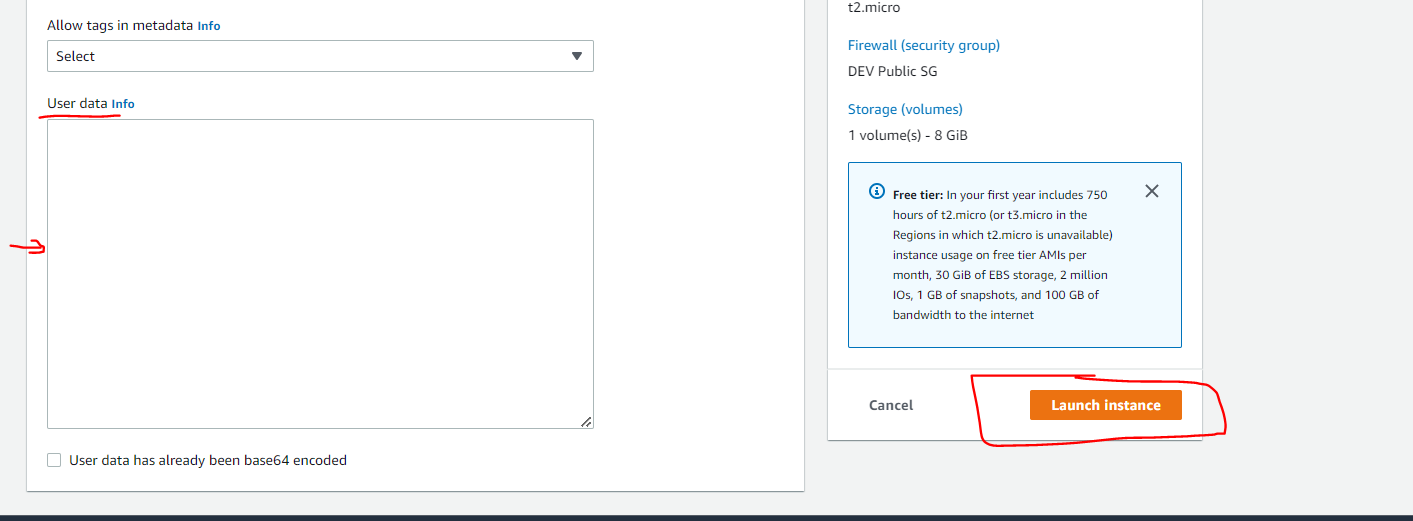 Allow tags in metadata Info
Select
User data Info
User data has already been base64 encoded
t2.micro
Firewall (security group)
DEV Public SG
Storage (volumes)
1 volume(s) - 8 GiB
Free tier: In your first year includes 750
hours of t2.micro (or t3.micro in the
Regions in which t2.micro is unavailable)
instance usage on free tier AMIs per
month, 30 GiB of EBS storage, 2 million
IOs, 1 GB of snapshots, and 100 GB of
bandwidth to the internet
Cancel
Launch instance